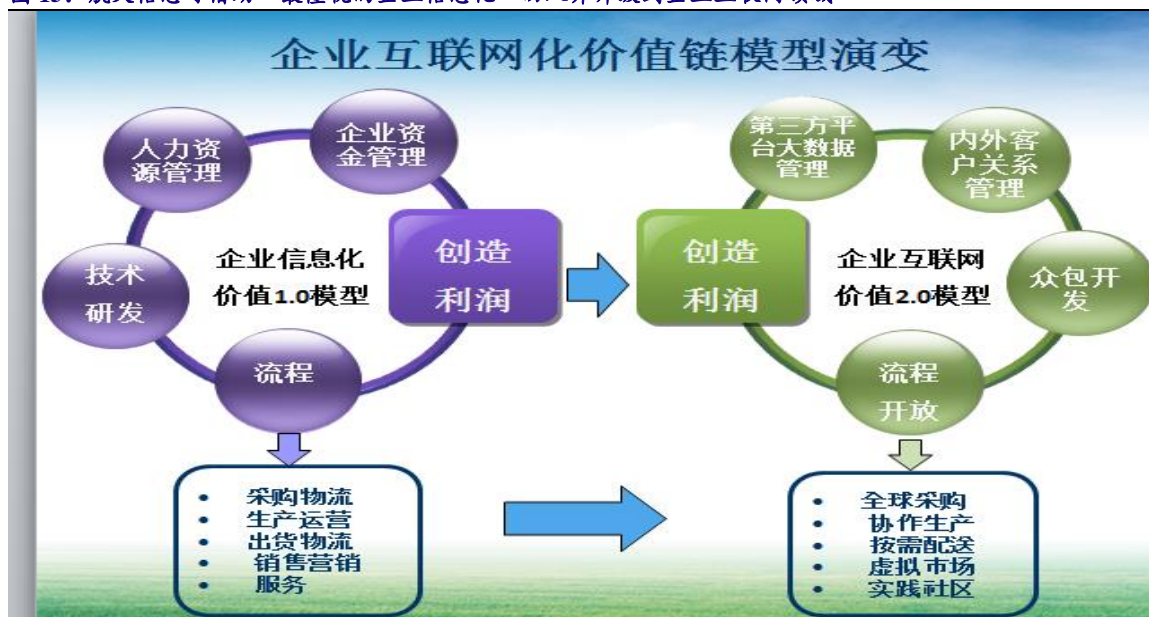 企业互联网化价值链模型演变
人力资
源管理
企业资
金管理
技术
研发
企业信息化
价值1.0模型
创造
利润
流程
采购物流
生产运营
出货物流
销售营销
服务
第三方平
台大数据
管理
内外客
户关系
管理
创造
利润
企业互联网
价值2.0模型
众包开
发
流程
开放
全球采购
协作生产
按需配送
虚拟市场
实践社区